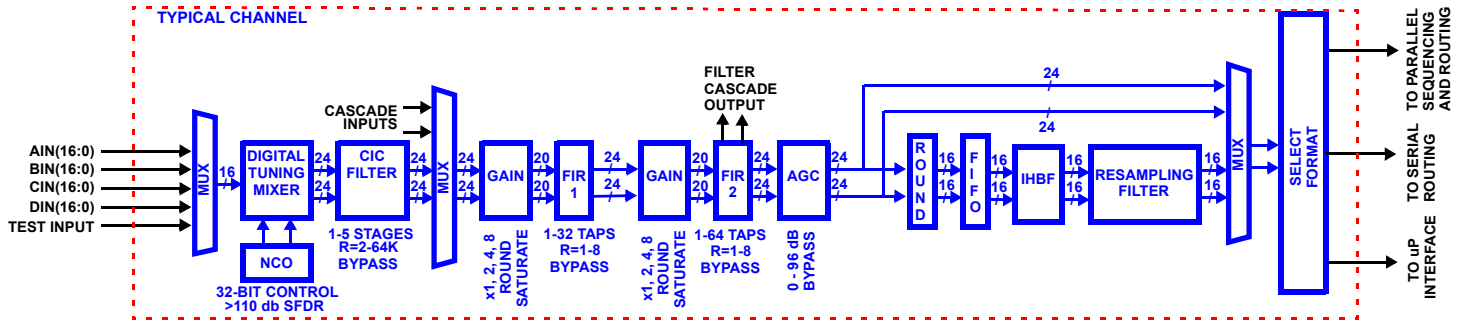 TYPICAL CHANNEL
AIN(16:0)
BIN(16:0)
CIN(16:0)
DIN(16:0)
TEST INPUT
MUX
16
DIGITAL
TUNING
MIXER
NCO
32-BIT CONTROL
>110 db SFDR
24
24
CIC
FILTER
1-5 STAGES
R=2-64K
BYPASS
24
24
CASCADE
INPUTS
MUX
24
24
GAIN
x1, 2, 4, 8
ROUND
SATURATE
20
20
FIR
1
1-32 TAPS
R=1-8
BYPASS
24
24
GAIN
x1, 2, 4, 8
ROUND
SATURATE
20
20
FILTER
CASCADE
OUTPUT
FIR
2
1-64 TAPS
R=1-8
BYPASS
24
24
AGC
0 - 96 dB
BYPASS
24
24
24
24
ROUND
16
16
FIFO
16
16
IHBF
16
16
RESAMPLING
FILTER
16
16
MUX
SELECT
FORMAT
TO PARALLEL
SEQUENCING
AND ROUTING
TO SERIAL
ROUTING
TO uP
INTERFACE